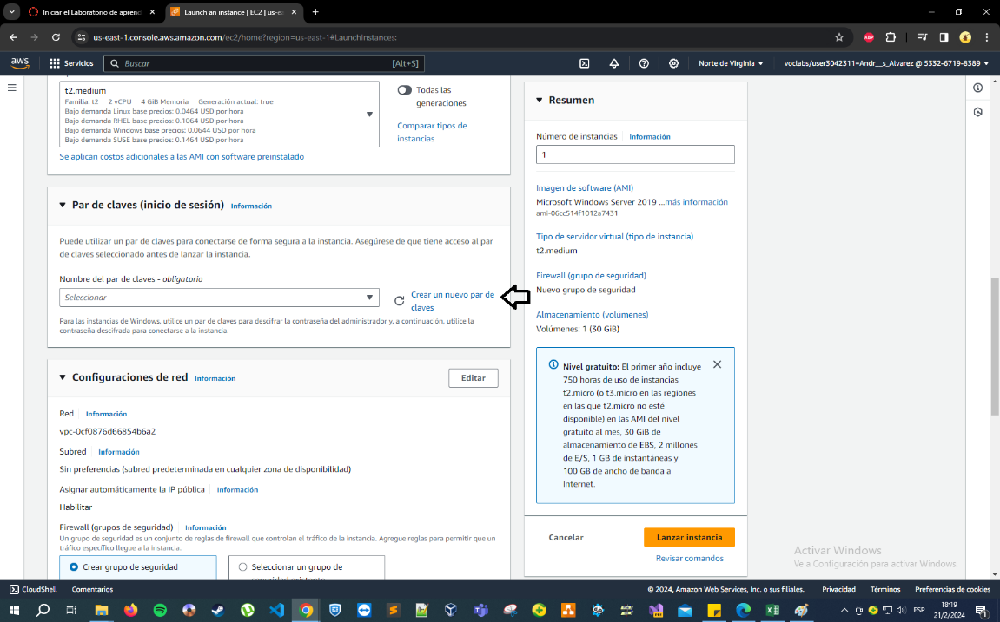 Iniciar el Laboratorio de aprend
Launch an instance | EC2 | us-ea
us-east-1.console.aws.amazon.com/ec2/home?region=us-east-1#LaunchInstances:
ABP
aws
Servicios
Buscar
[Alt+S]
Norte de Virginia
voclabs/user3042311=Andr__s_Alvarez @ 5332-6719-8389
t2.medium
Familia: t2 2 vCPU 4 GiB Memoria Generación actual: true
Bajo demanda Linux base precios: 0.0464 USD por hora
Bajo demanda RHEL base precios: 0.1064 USD por hora
Bajo demanda Windows base precios: 0.0644 USD por hora
Bajo demanda SUSE base precios: 0.1464 USD por hora
Todas las
generaciones
Comparar tipos de
instancias
Se aplican costos adicionales a las AMI con software preinstalado
Par de claves (inicio de sesión) Información
Puede utilizar un par de claves para conectarse de forma segura a la instancia. Asegúrese de que tiene acceso al par
de claves seleccionado antes de lanzar la instancia.
Nombre del par de claves - obligatorio
Seleccionar
Crear un nuevo par de
claves
Para las instancias de Windows, utilice un par de claves para descifrar la contraseña del administrador y, a continuación, utilice la
contraseña descifrada para conectarse a la instancia.
Configuraciones de red Información
Editar
Red Información
vpc-0cf0876d66854b6a2
Subred Información
Sin preferencias (subred predeterminada en cualquier zona de disponibilidad)
Asignar automáticamente la IP pública Información
Habilitar
Firewall (grupos de seguridad) Información
Un grupo de seguridad es un conjunto de reglas de firewall que controlan el tráfico de la instancia. Agregue reglas para permitir que un
tráfico específico llegue a la instancia.
Crear grupo de seguridad
Seleccionar un grupo de
seguridad existente
Resumen
Número de instancias Información
1
Imagen de software (AMI)
Microsoft Windows Server 2019 ...más información
ami-06cc514f1012a7431
Tipo de servidor virtual (tipo de instancia)
t2.medium
Firewall (grupo de seguridad)
Nuevo grupo de seguridad
Almacenamiento (volúmenes)
Volúmenes: 1 (30 GiB)
Nivel gratuito: El primer año incluye
750 horas de uso de instancias
t2.micro (o t3.micro en las regiones
en las que t2.micro no esté
disponible) en las AMI del nivel
gratuito al mes, 30 GiB de
almacenamiento de EBS, 2 millones
de E/S, 1 GB de instantáneas y
100 GB de ancho de banda a
Internet.
Cancelar
Lanzar instancia
Revisar comandos
Activar Windows
Ve a Configuración para activar Windows.
CloudShell
Comentarios
© 2024, Amazon Web Services, Inc. o sus filiales.
Privacidad
Términos
Preferencias de cookies
ESP
18:19
21/2/2024